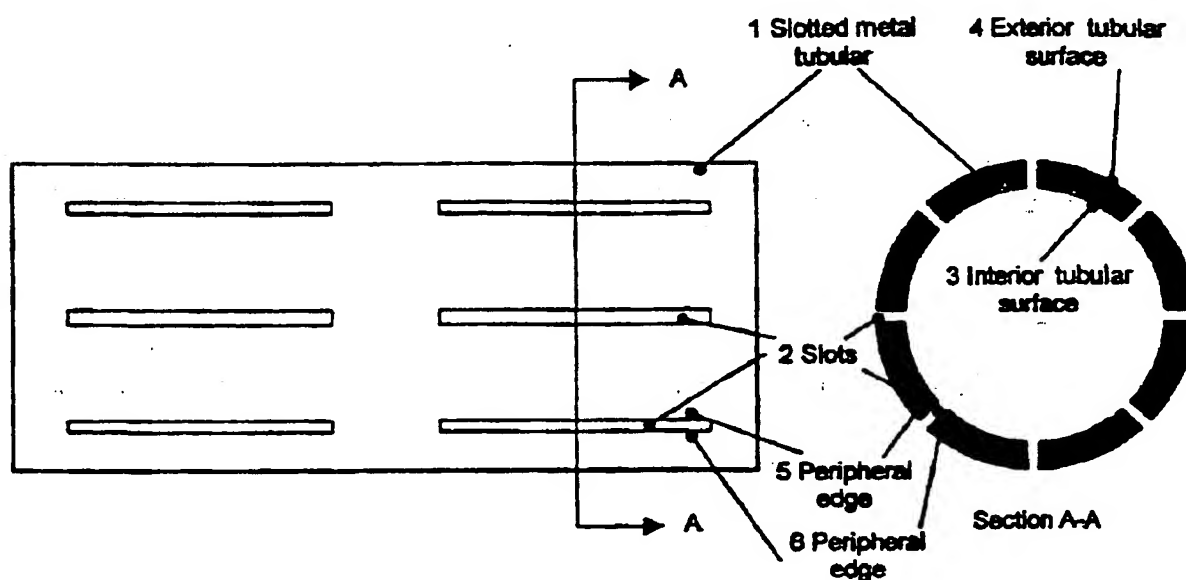 1 Slotted metal
tubular
4 Exterior tubular
surface
A
3 Interior tubular
surface
2 Slots
5 Peripheral
edge
A
Section A-A
6 Peripheral
edge